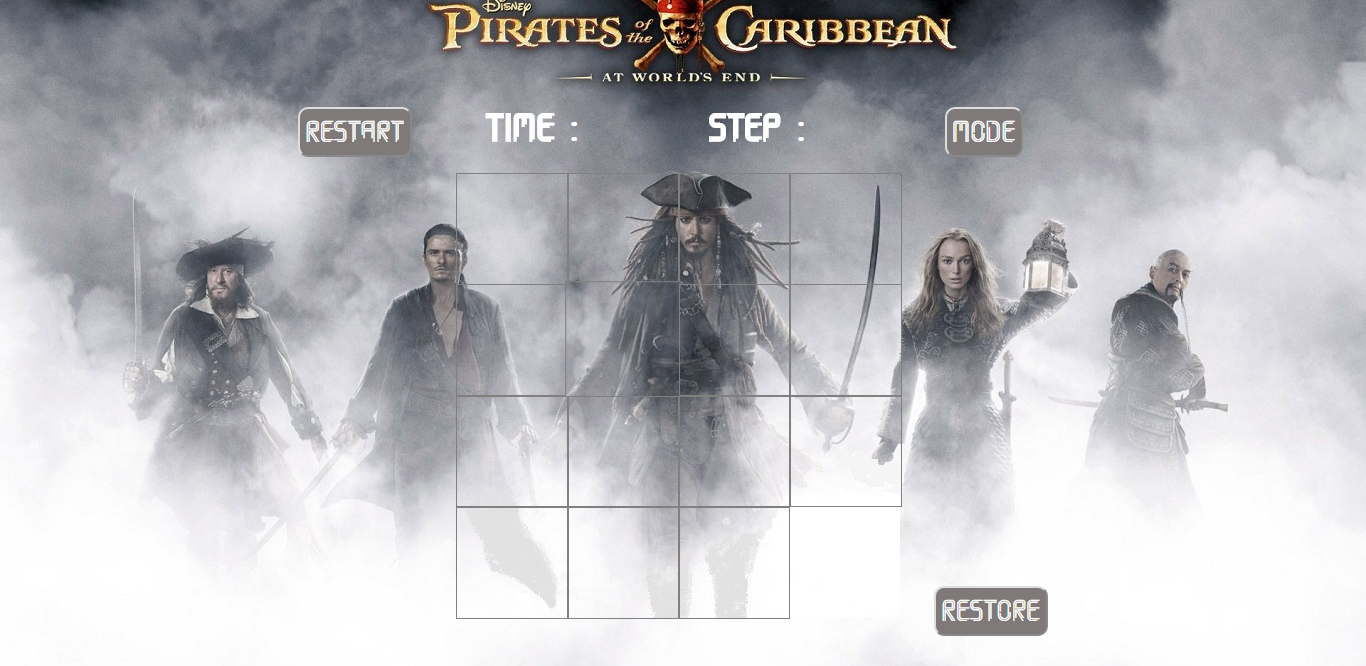 Disney
PIRATES of the CARIBBEAN
AT WORLD'S END
RESTART TIME : STEP : MODE
RESTORE